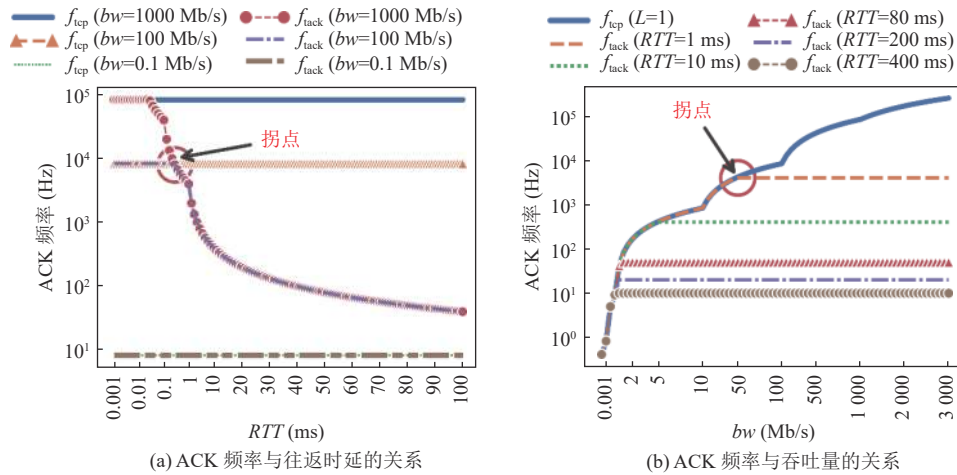 f_tcp (bw=1000 Mb/s)
f_tcp (bw=100 Mb/s)
f_tcp (bw=0.1 Mb/s)
f_tack (bw=1000 Mb/s)
f_tack (bw=100 Mb/s)
f_tack (bw=0.1 Mb/s)
10^5
10^4
10^3
10^2
10^1
ACK 频率 (Hz)
拐点
0.001
0.01
0.1
1
10
20
30
40
50
60
70
80
90
100
RTT (ms)
(a) ACK 频率与往返时延的关系
f_tcp (L=1)
f_tack (RTT=1 ms)
f_tack (RTT=10 ms)
f_tack (RTT=80 ms)
f_tack (RTT=200 ms)
f_tack (RTT=400 ms)
10^5
10^4
10^3
10^2
10^1
10^0
ACK 频率 (Hz)
拐点
0.001
2
5
10
50
100
500
1 000
2 000
3 000
bw (Mb/s)
(b) ACK 频率与吞吐量的关系